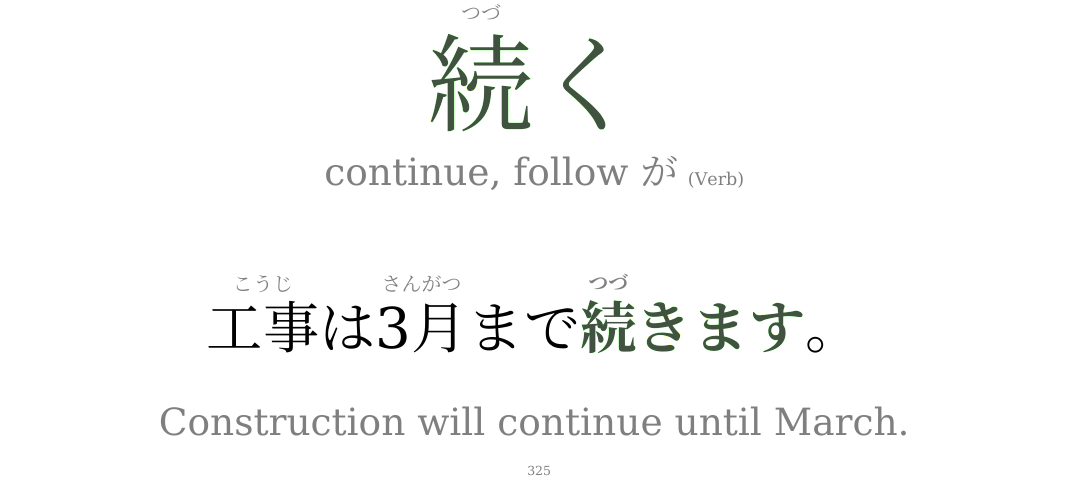 つづ
続く
continue, follow が (Verb)
こうじ さんがつ つづ
工事は3月まで続きます。
Construction will continue until March.
325